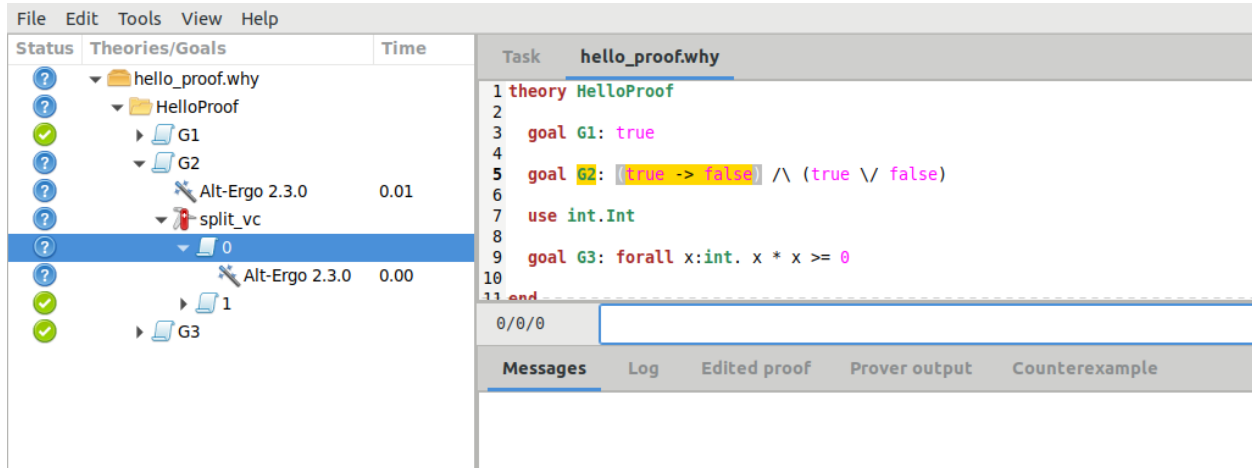 File Edit Tools View Help
Status Theories/Goals Time
hello_proof.why
HelloProof
G1
G2
Alt-Ergo 2.3.0 0.01
split_vc
0
Alt-Ergo 2.3.0 0.00
1
G3
Task hello_proof.why
1 theory HelloProof
2
3 goal G1: true
4
5 goal G2: (true -> false) /\ (true \/ false)
6
7 use int.Int
8
9 goal G3: forall x:int. x * x >= 0
10
11 end
0/0/0
Messages Log Edited proof Prover output Counterexample